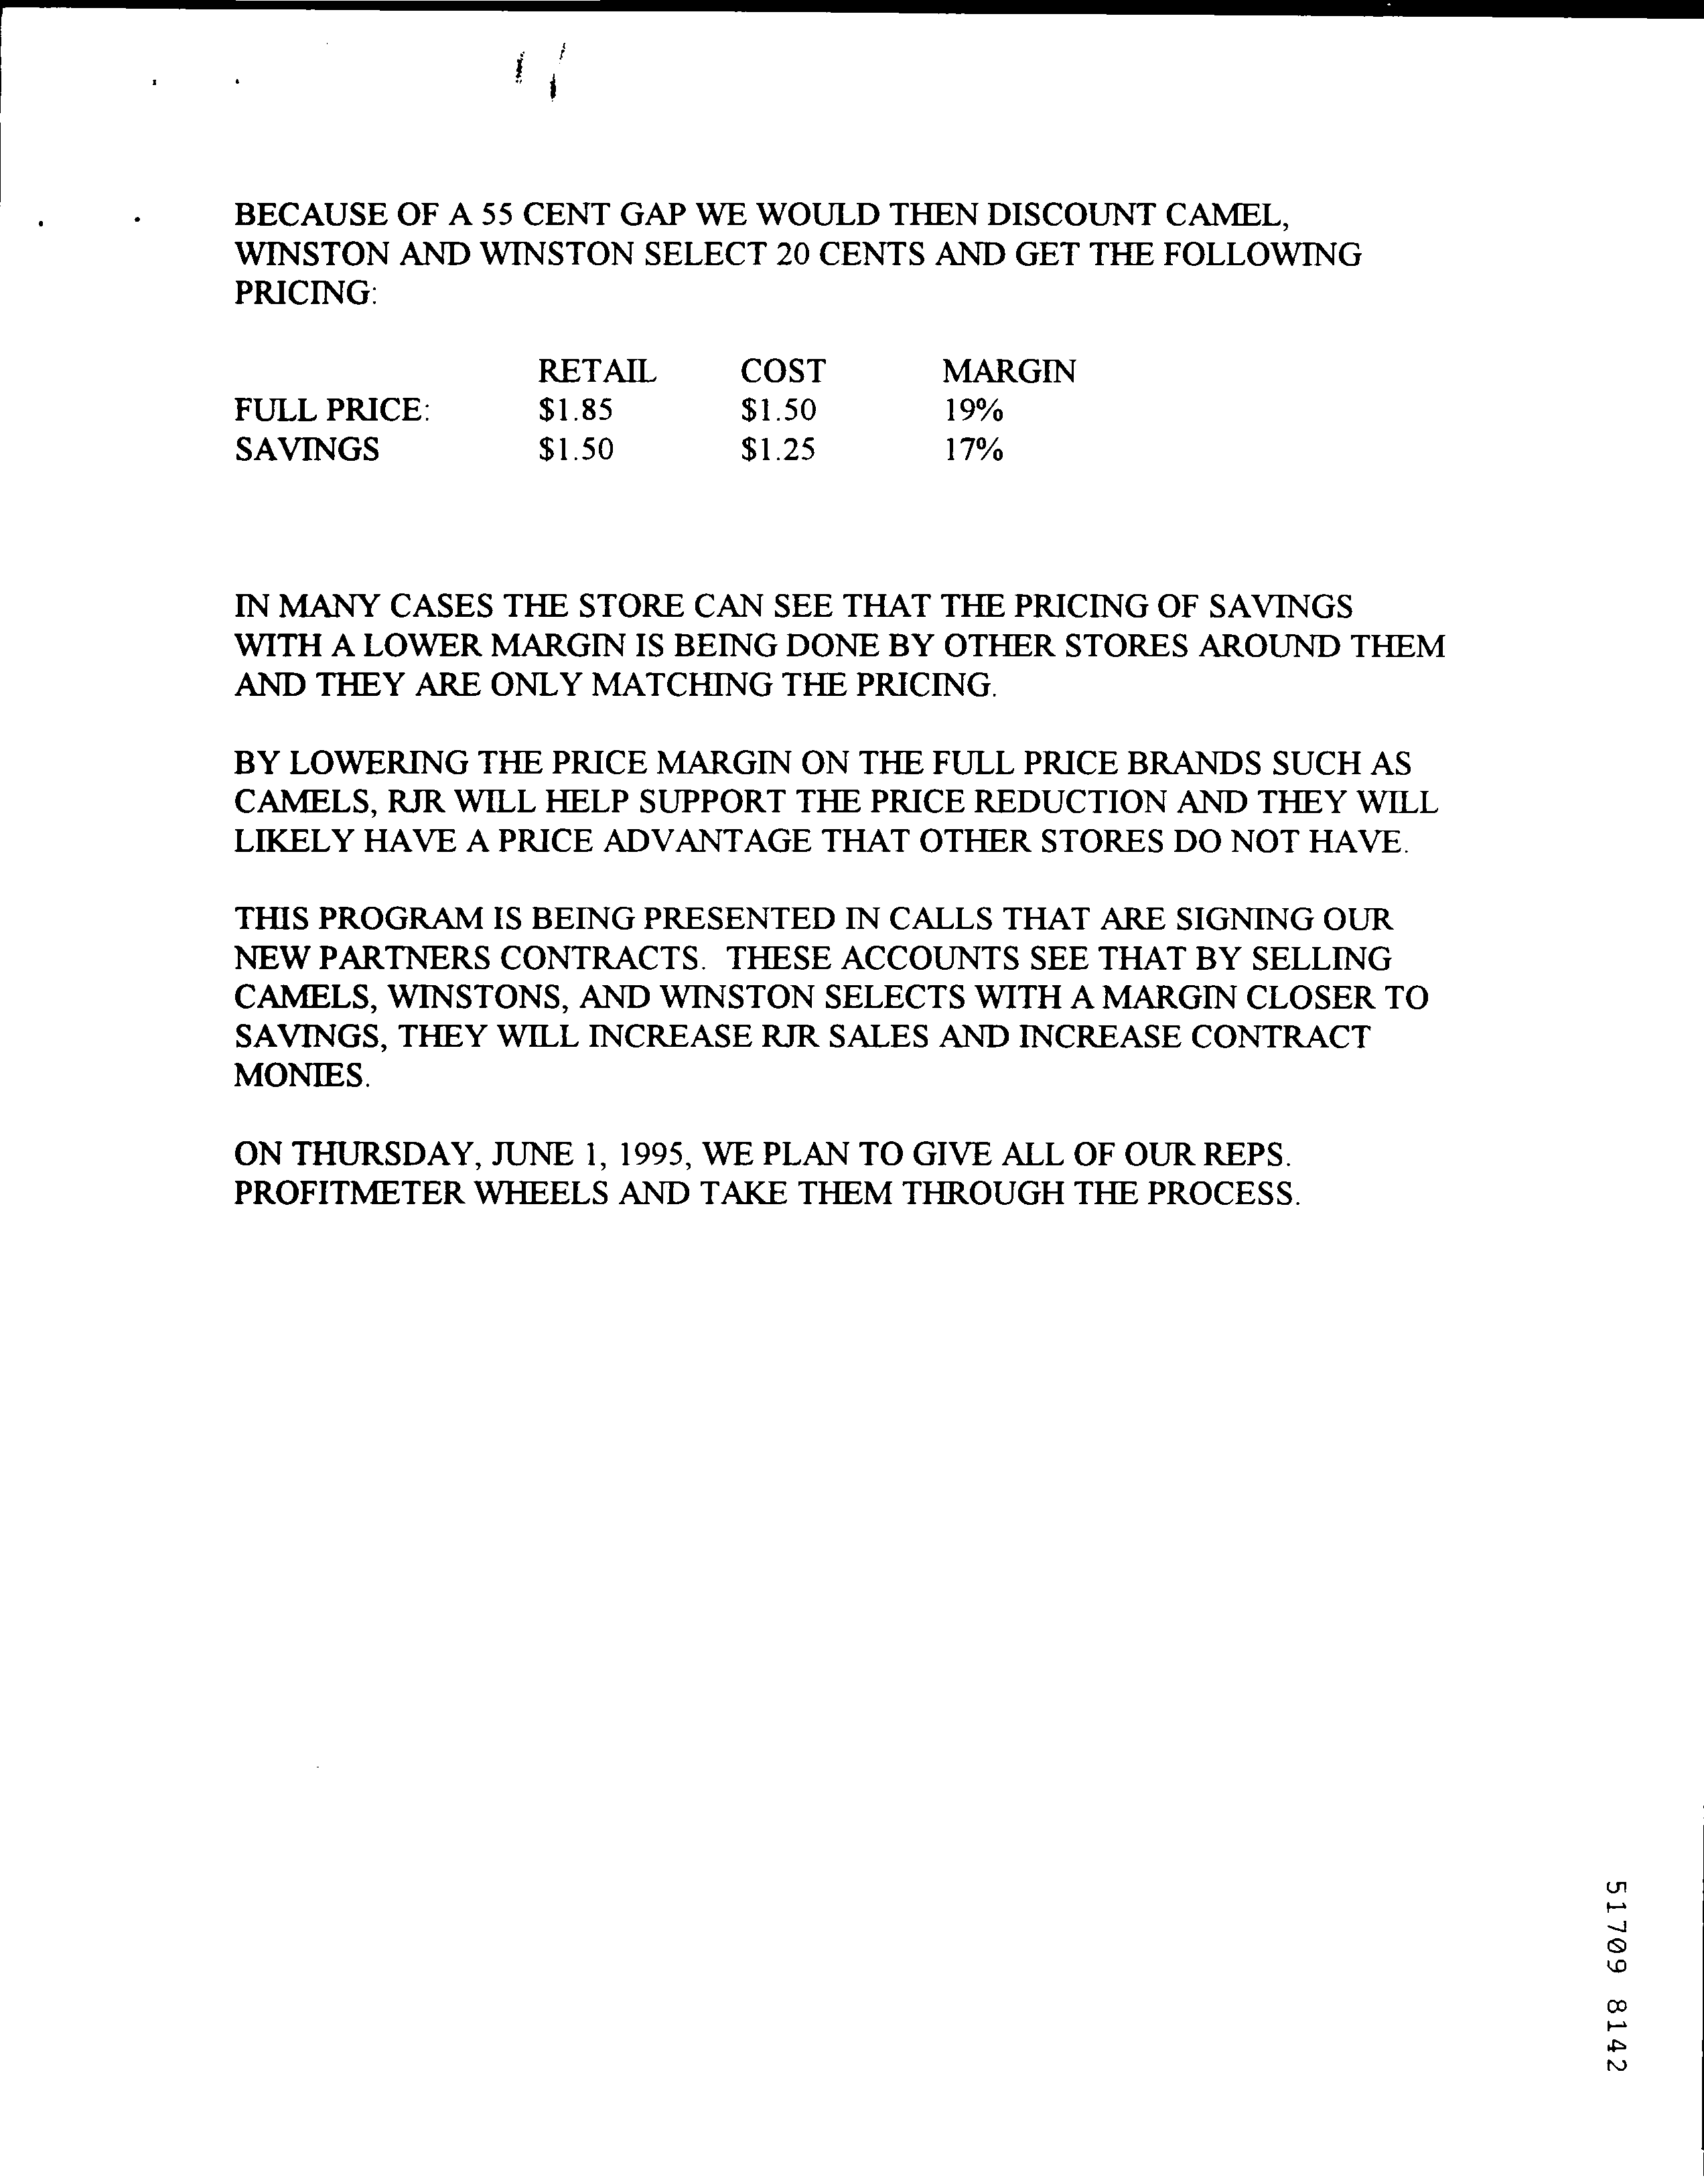 BECAUSE OF A 55 CENT GAP WE WOULD THEN DISCOUNT CAMEL,
WINSTON AND WINSTON SELECT 20 CENTS AND GET THE FOLLOWING
PRICING:
RETAIL COST MARGIN
FULL PRICE: $1.85 $1.50 19%
SAVINGS $1.50 $1.25 17%
IN MANY CASES THE STORE CAN SEE THAT THE PRICING OF SAVINGS
WITH A LOWER MARGIN IS BEING DONE BY OTHER STORES AROUND THEM
AND THEY ARE ONLY MATCHING THE PRICING.
BY LOWERING THE PRICE MARGIN ON THE FULL PRICE BRANDS SUCH AS
CAMELS, RJR WILL HELP SUPPORT THE PRICE REDUCTION AND THEY WILL
LIKELY HAVE A PRICE ADVANTAGE THAT OTHER STORES DO NOT HAVE.
THIS PROGRAM IS BEING PRESENTED IN CALLS THAT ARE SIGNING OUR
NEW PARTNERS CONTRACTS. THESE ACCOUNTS SEE THAT BY SELLING
CAMELS, WINSTONS, AND WINSTON SELECTS WITH A MARGIN CLOSER TO
SAVINGS, THEY WILL INCREASE RJR SALES AND INCREASE CONTRACT
MONIES.
ON THURSDAY, JUNE 1, 1995, WE PLAN TO GIVE ALL OF OUR REPS.
PROFITMETER WHEELS AND TAKE THEM THROUGH THE PROCESS.
51709 8142